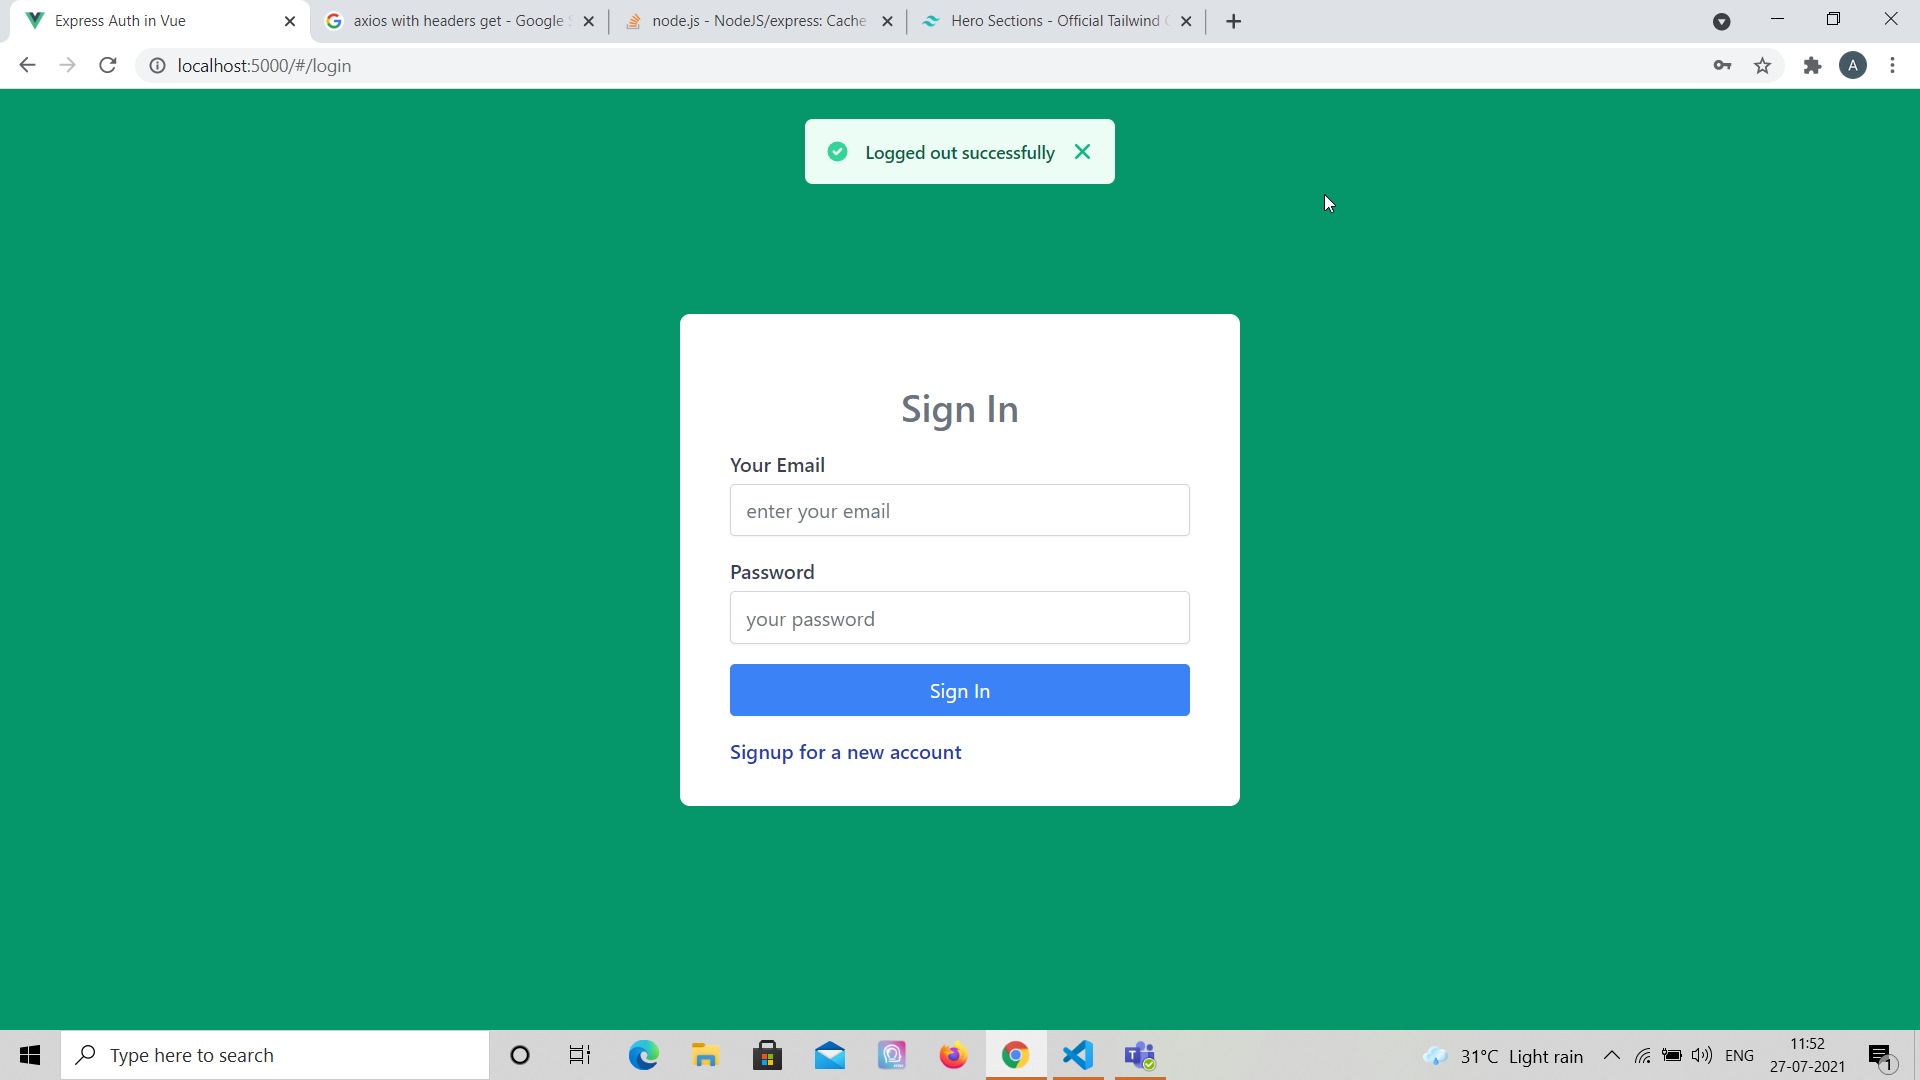 Express Auth in Vue
axios with headers get - Google
node.js - NodeJS/express: Cache
Hero Sections - Official Tailwind
localhost:5000/#/login
A
Logged out successfully
Sign In
Your Email
enter your email
Password
your password
Sign In
Signup for a new account
Type here to search
31°C Light rain
ENG
11:52
27-07-2021
1